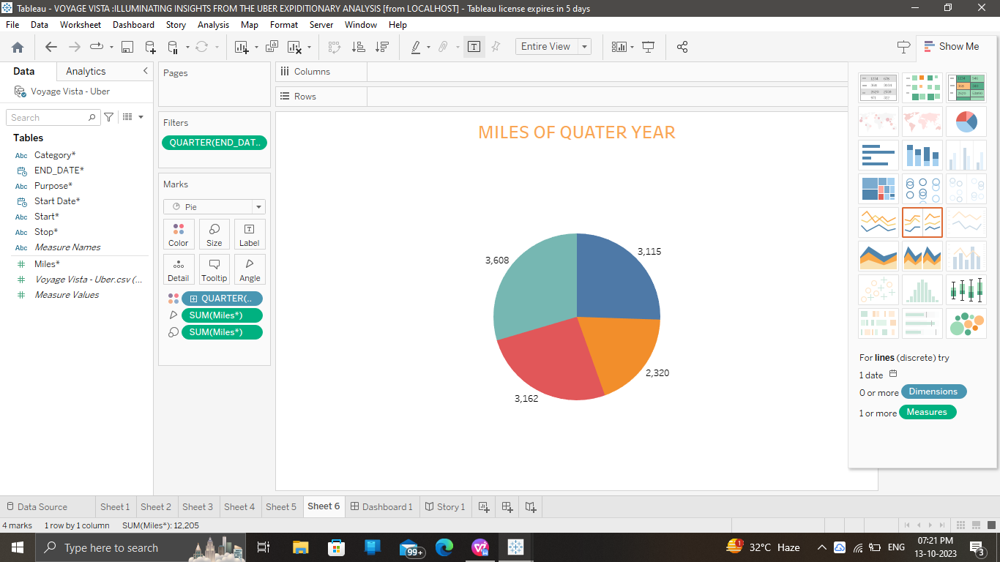 Tableau - VOYAGE VISTA :ILLUMINATING INSIGHTS FROM THE UBER EXPIDITIONARY ANALYSIS [from LOCALHOST] - Tableau license expires in 5 days
File Data Worksheet Dashboard Story Analysis Map Format Server Window Help
Entire View
Show Me
Data Analytics
Voyage Vista - Uber
Search
Tables
Abc Category*
END_DATE*
Abc Purpose*
Start Date*
Abc Start*
Abc Stop*
Abc Measure Names
# Miles*
# Voyage Vista - Uber.csv (...
# Measure Values
Pages
Filters
QUARTER(END_DAT..
Marks
Pie
Color Size Label
Detail Tooltip Angle
QUARTER(..
SUM(Miles*)
SUM(Miles*)
Columns
Rows
MILES OF QUATER YEAR
3,608
3,115
2,320
3,162
For lines (discrete) try
1 date
0 or more Dimensions
1 or more Measures
Data Source Sheet 1 Sheet 2 Sheet 3 Sheet 4 Sheet 5 Sheet 6 Dashboard 1 Story 1
4 marks 1 row by 1 column SUM(Miles*): 12,205
Type here to search
99+
1
32°C Haze
ENG
07:21 PM
13-10-2023
3